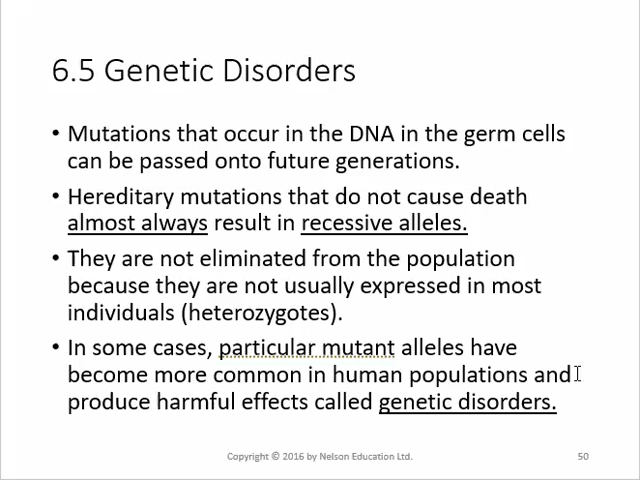 6.5 Genetic Disorders
• Mutations that occur in the DNA in the germ cells
can be passed onto future generations.
• Hereditary mutations that do not cause death
almost always result in recessive alleles.
• They are not eliminated from the population
because they are not usually expressed in most
individuals (heterozygotes).
• In some cases, particular mutant alleles have
become more common in human populations and
produce harmful effects called genetic disorders.
Copyright © 2016 by Nelson Education Ltd.
50